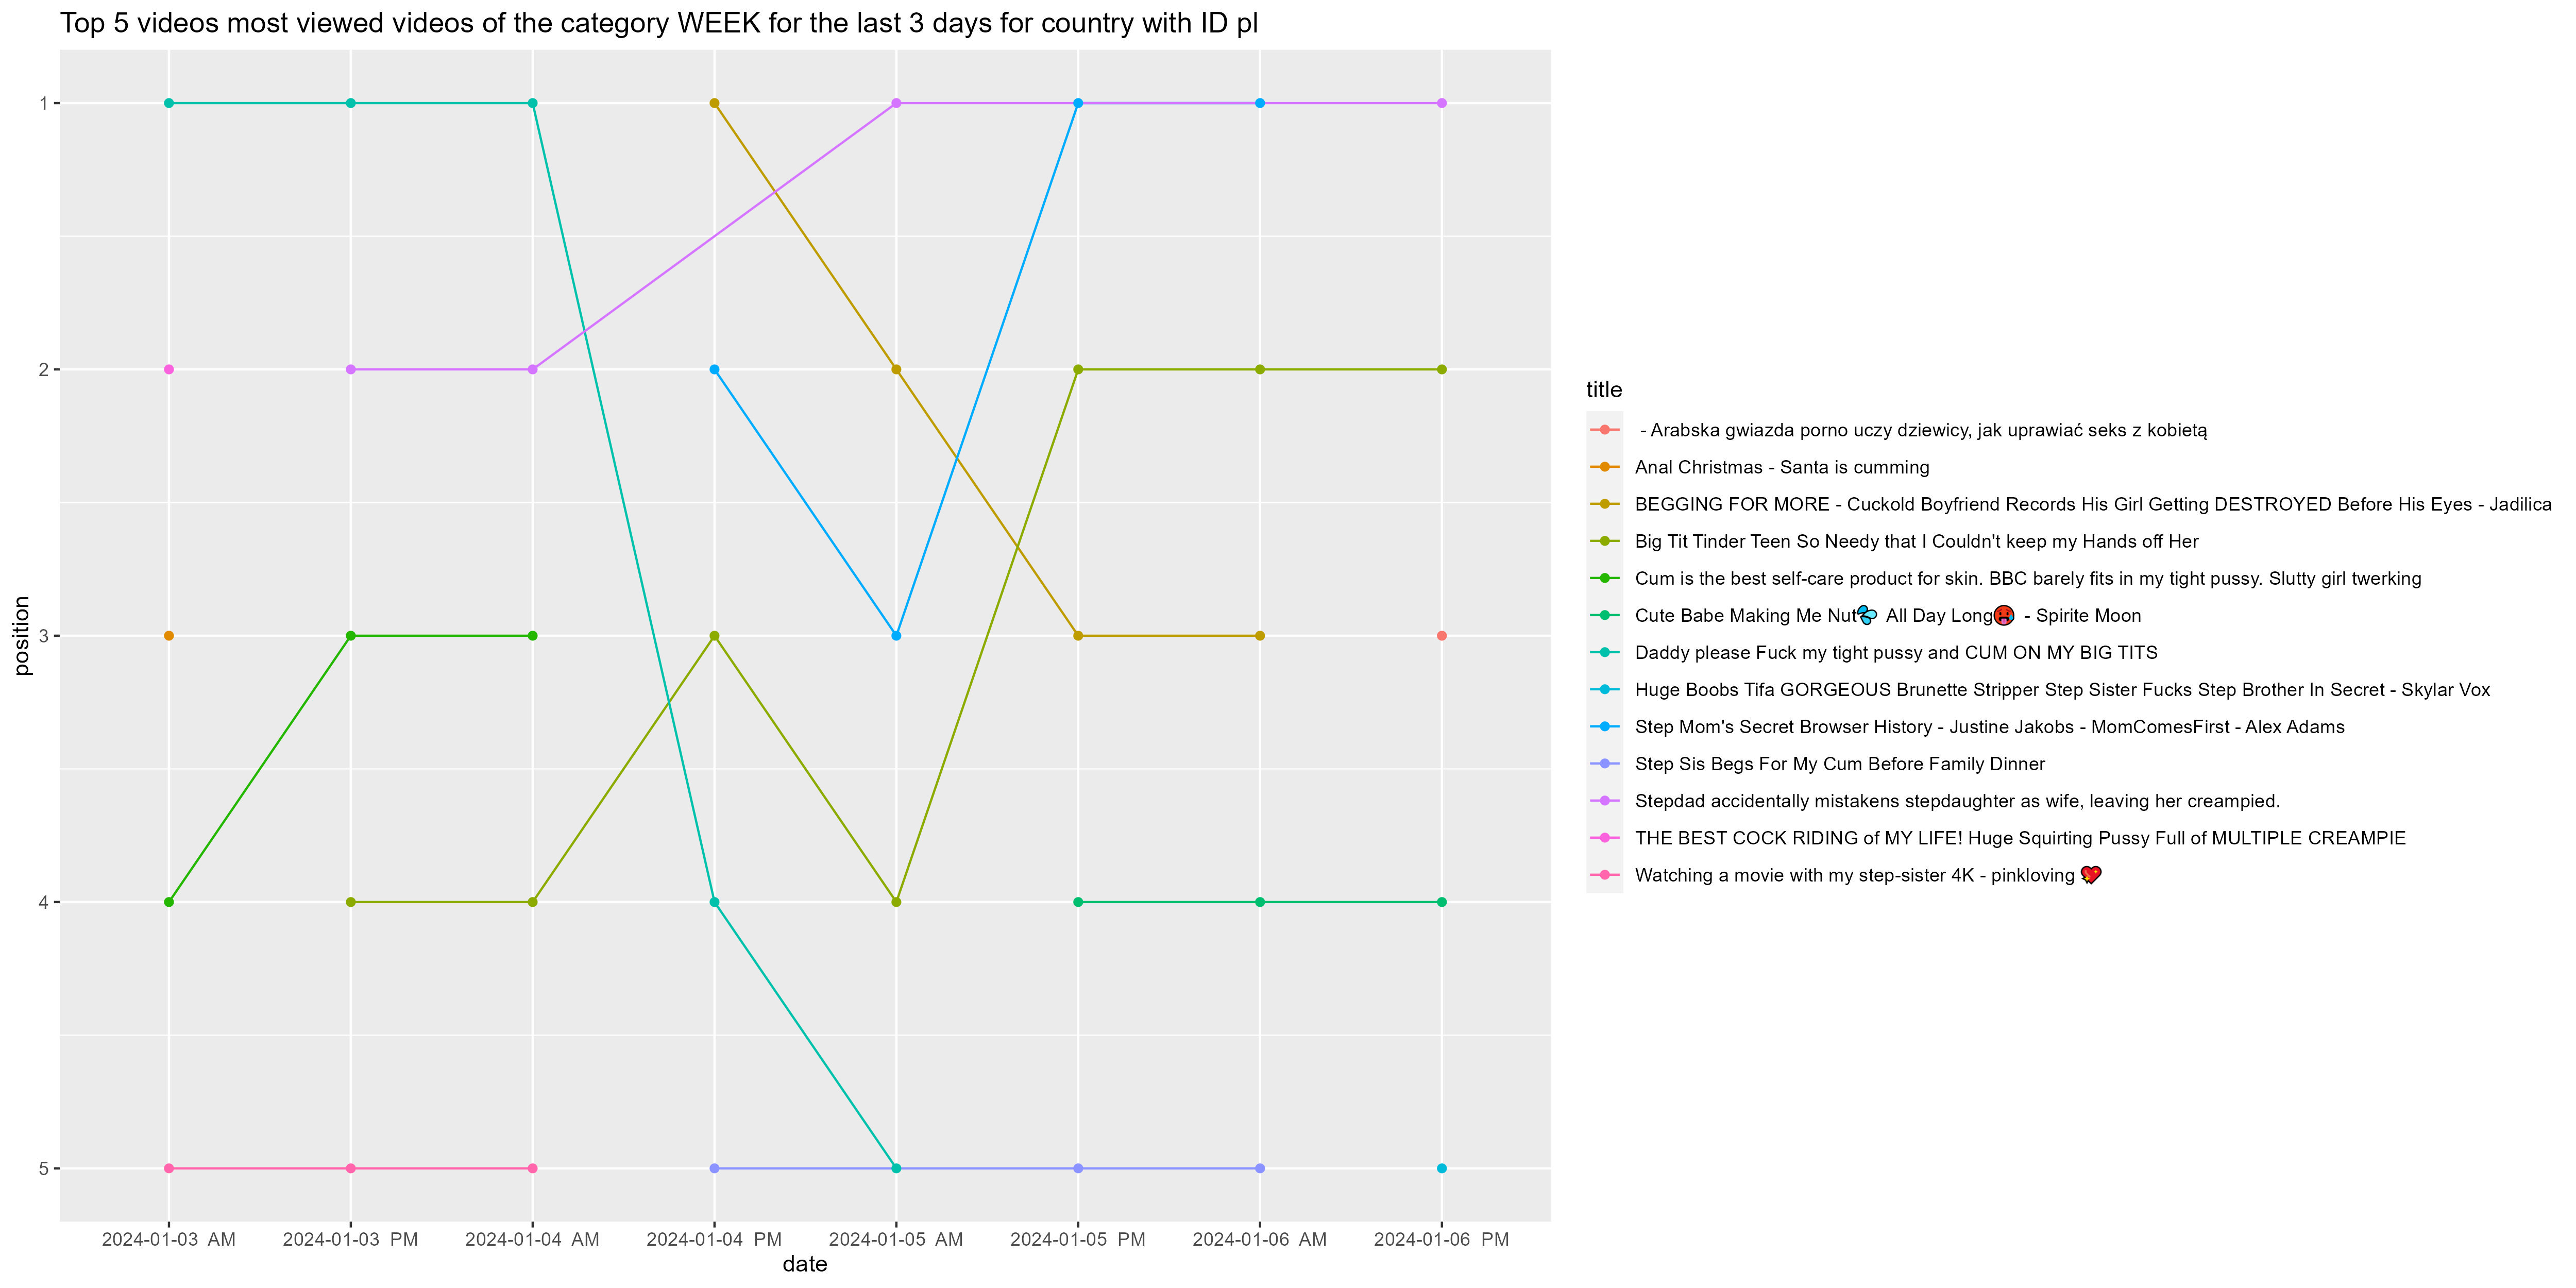 Top 5 videos most viewed videos of the category WEEK for the last 3 days for country with ID pl
position
1
2
3
4
5
2024-01-03 AM
2024-01-03 PM
2024-01-04 AM
2024-01-04 PM
2024-01-05 AM
2024-01-05 PM
2024-01-06 AM
2024-01-06 PM
date
title
- Arabska gwiazda porno uczy dziewicy, jak uprawiać seks z kobietą
Anal Christmas - Santa is cumming
BEGGING FOR MORE - Cuckold Boyfriend Records His Girl Getting DESTROYED Before His Eyes - Jadilica
Big Tit Tinder Teen So Needy that I Couldn't keep my Hands off Her
Cum is the best self-care product for skin. BBC barely fits in my tight pussy. Slutty girl twerking
Cute Babe Making Me Nut💦 All Day Long🥵 - Spirite Moon
Daddy please Fuck my tight pussy and CUM ON MY BIG TITS
Huge Boobs Tifa GORGEOUS Brunette Stripper Step Sister Fucks Step Brother In Secret - Skylar Vox
Step Mom's Secret Browser History - Justine Jakobs - MomComesFirst - Alex Adams
Step Sis Begs For My Cum Before Family Dinner
Stepdad accidentally mistakens stepdaughter as wife, leaving her creampied.
THE BEST COCK RIDING of MY LIFE! Huge Squirting Pussy Full of MULTIPLE CREAMPIE
Watching a movie with my step-sister 4K - pinkloving 💖